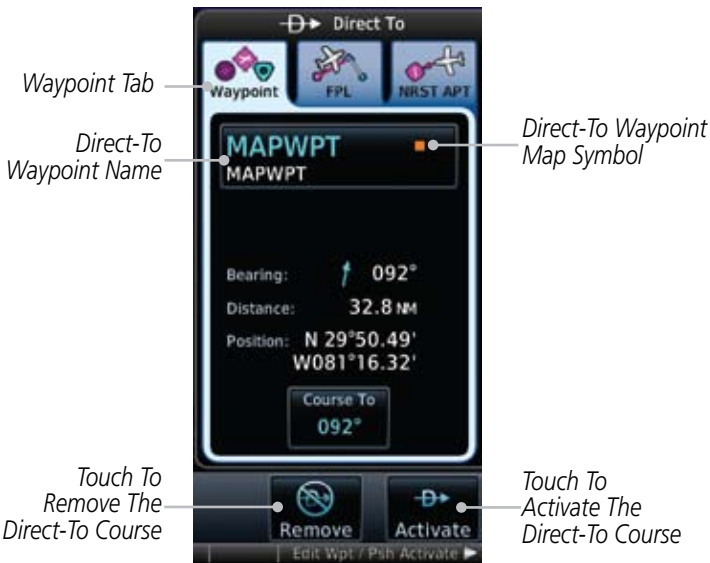 Direct To
Waypoint
FPL
NRST APT
Waypoint Tab
Direct-To
Waypoint Name
MAPWPT
MAPWPT
Direct-To Waypoint
Map Symbol
Bearing: 092°
Distance: 32.8 NM
Position: N 29°50.49'
W081°16.32'
Course To
092°
Touch To
Remove The
Direct-To Course
Remove
Activate
Touch To
Activate The
Direct-To Course
Edit Wpt / Psh Activate